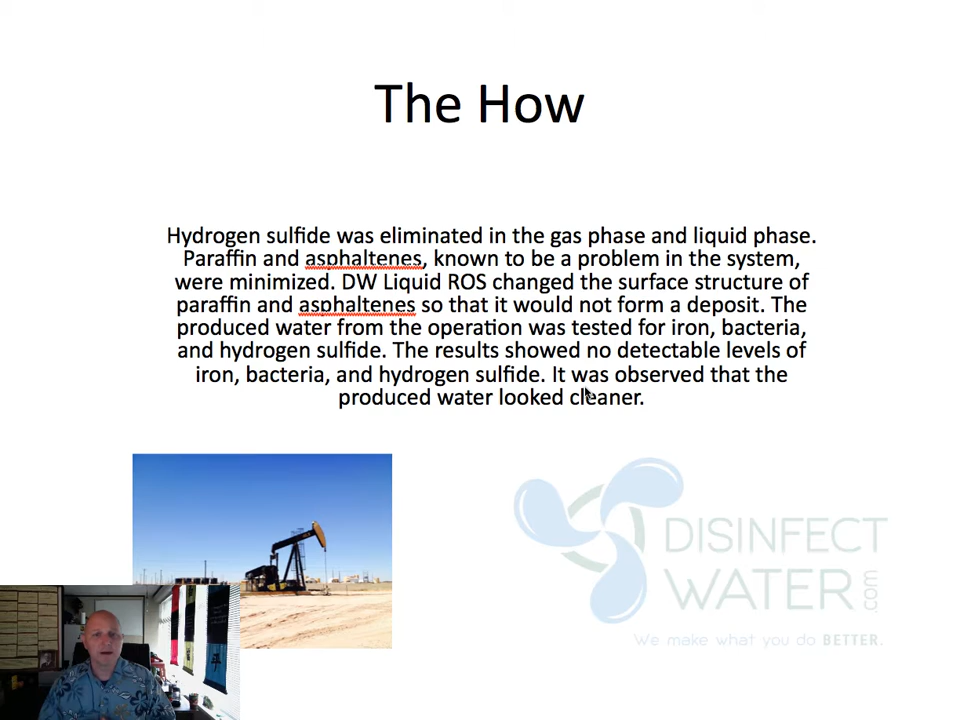 The How
Hydrogen sulfide was eliminated in the gas phase and liquid phase.
Paraffin and asphaltenes, known to be a problem in the system,
were minimized. DW Liquid ROS changed the surface structure of
paraffin and asphaltenes so that it would not form a deposit. The
produced water from the operation was tested for iron, bacteria,
and hydrogen sulfide. The results showed no detectable levels of
iron, bacteria, and hydrogen sulfide. It was observed that the
produced water looked cleaner.
DISINFECT
WATER.com
We make what you do BETTER.